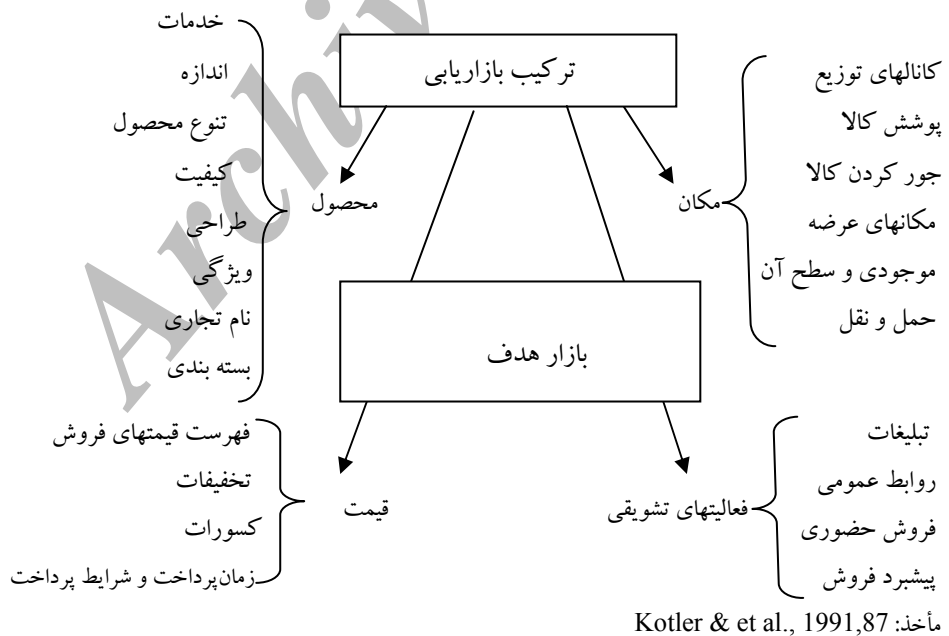 ترکیب بازاریابی
کانالهای توزیع
پوشش کالا
جور کردن کالا
مکانهای عرضه
موجودی و سطح آن
حمل و نقل
مکان
خدمات
اندازه
تنوع محصول
کیفیت
طراحی
ویژگی
نام تجاری
بسته بندی
محصول
بازار هدف
تبلیغات
روابط عمومی
فروش حضوری
پیشبرد فروش
فعالیتهای تشویقی
قیمت
فهرست قیمتهای فروش
تخفیفات
کسورات
زمان‌پرداخت و شرایط پرداخت
مأخذ: Kotler & et al., 1991,87
Archiv